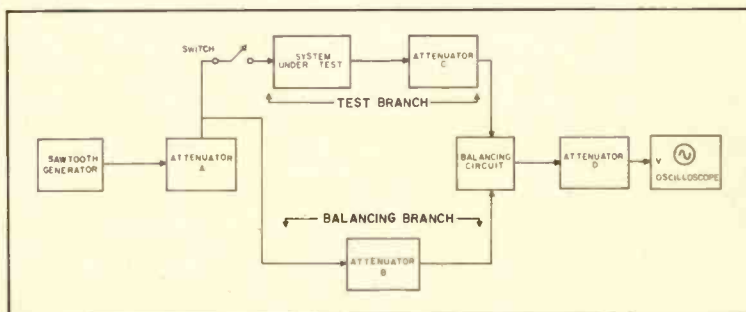 SWITCH
SYSTEM
UNDER TEST
ATTENUATOR
C
TEST BRANCH
SAWTOOTH
GENERATOR
ATTENUATOR
A
BALANCING
CIRCUIT
ATTENUATOR
D
V
OSCILLOSCOPE
BALANCING BRANCH
ATTENUATOR
B